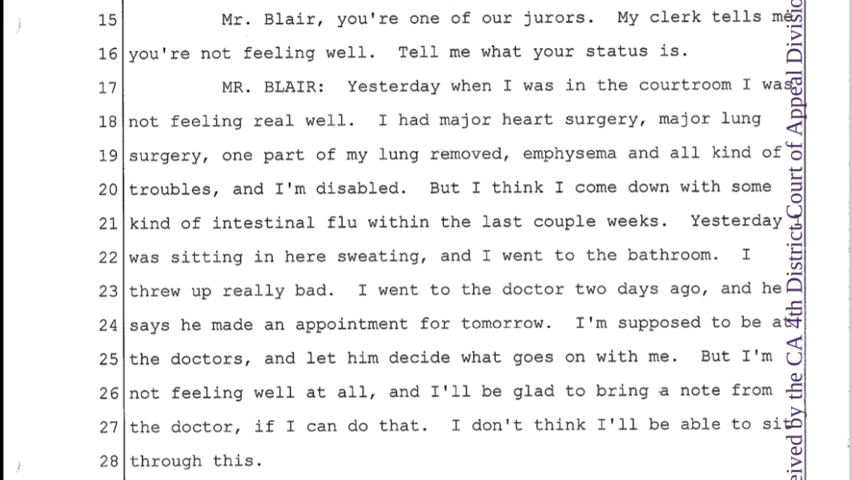 15 Mr. Blair, you're one of our jurors. My clerk tells me
16 you're not feeling well. Tell me what your status is.
17 MR. BLAIR: Yesterday when I was in the courtroom I was
18 not feeling real well. I had major heart surgery, major lung
19 surgery, one part of my lung removed, emphysema and all kind of
20 troubles, and I'm disabled. But I think I come down with some
21 kind of intestinal flu within the last couple weeks. Yesterday I
22 was sitting in here sweating, and I went to the bathroom. I
23 threw up really bad. I went to the doctor two days ago, and he
24 says he made an appointment for tomorrow. I'm supposed to be at
25 the doctors, and let him decide what goes on with me. But I'm
26 not feeling well at all, and I'll be glad to bring a note from
27 the doctor, if I can do that. I don't think I'll be able to sit
28 through this.
eived by the CA 4th District Court of Appeal Divisio